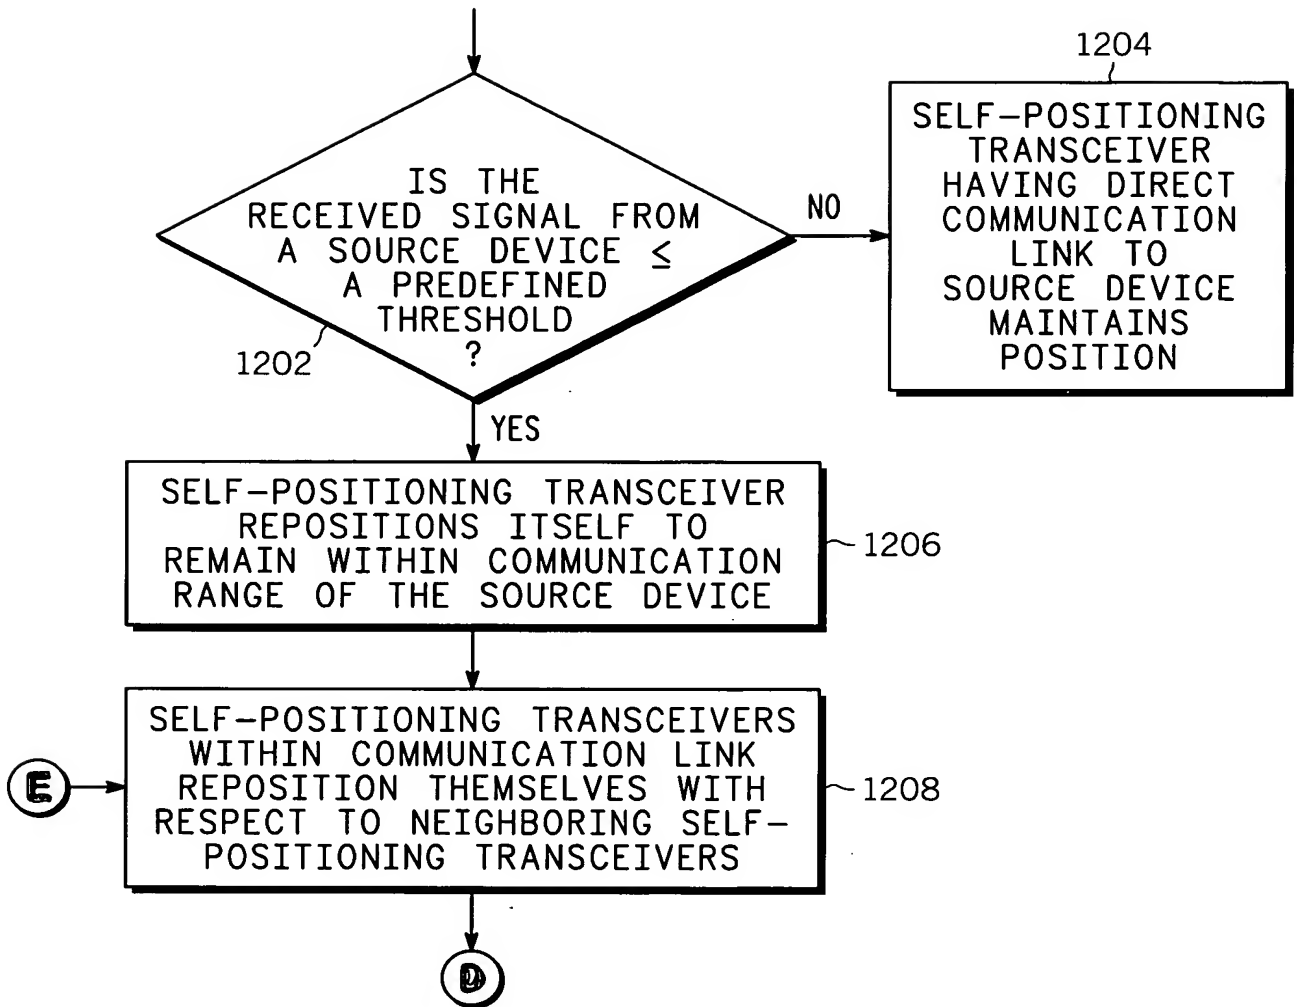 IS THE
RECEIVED SIGNAL FROM
A SOURCE DEVICE ≤
A PREDEFINED
THRESHOLD
?
1202
NO
1204
SELF-POSITIONING
TRANSCEIVER
HAVING DIRECT
COMMUNICATION
LINK TO
SOURCE DEVICE
MAINTAINS
POSITION
YES
SELF-POSITIONING TRANSCEIVER
REPOSITIONS ITSELF TO
REMAIN WITHIN COMMUNICATION
RANGE OF THE SOURCE DEVICE
1206
SELF-POSITIONING TRANSCEIVERS
WITHIN COMMUNICATION LINK
REPOSITION THEMSELVES WITH
RESPECT TO NEIGHBORING SELF-
POSITIONING TRANSCEIVERS
1208
E
D